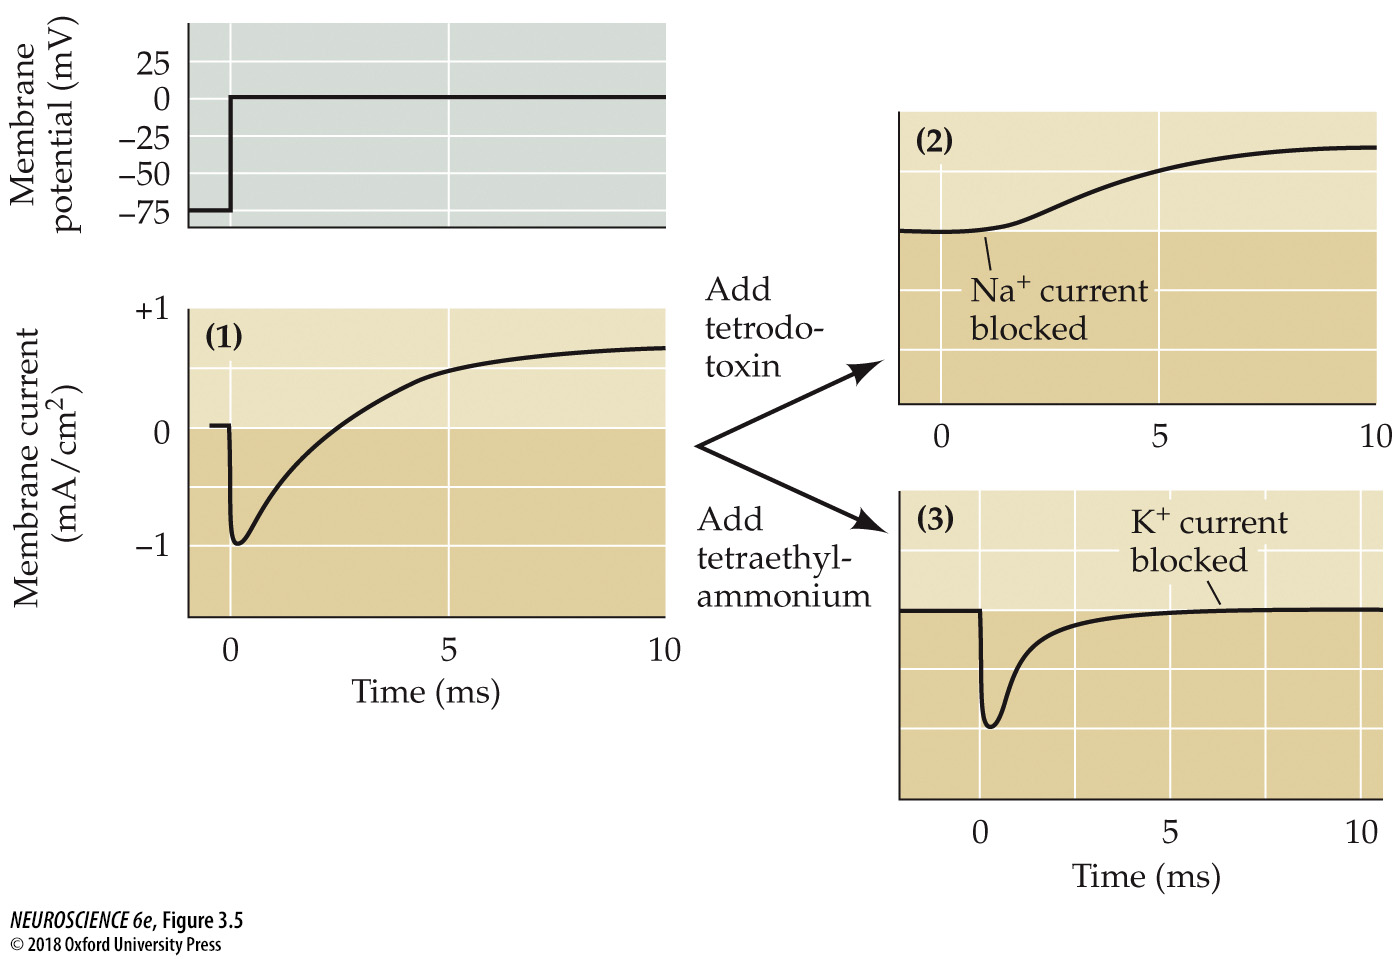 Membrane
potential (mV)
25
0
−25
−50
−75
Membrane current
(mA/cm²)
+1
0
−1
(1)
0
5
10
Time (ms)
Add
tetrodo-
toxin
Add
tetraethyl-
ammonium
(2)
Na⁺ current
blocked
0
5
10
(3)
K⁺ current
blocked
0
5
10
Time (ms)
NEUROSCIENCE 6e, Figure 3.5
© 2018 Oxford University Press